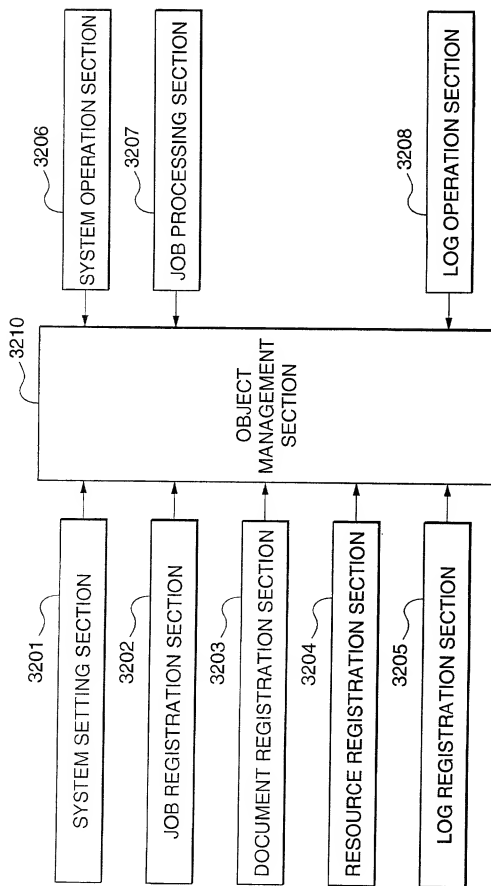 3201
SYSTEM SETTING SECTION
3202
JOB REGISTRATION SECTION
3203
DOCUMENT REGISTRATION SECTION
3204
RESOURCE REGISTRATION SECTION
3205
LOG REGISTRATION SECTION
3210
OBJECT
MANAGEMENT
SECTION
3206
SYSTEM OPERATION SECTION
3207
JOB PROCESSING SECTION
3208
LOG OPERATION SECTION